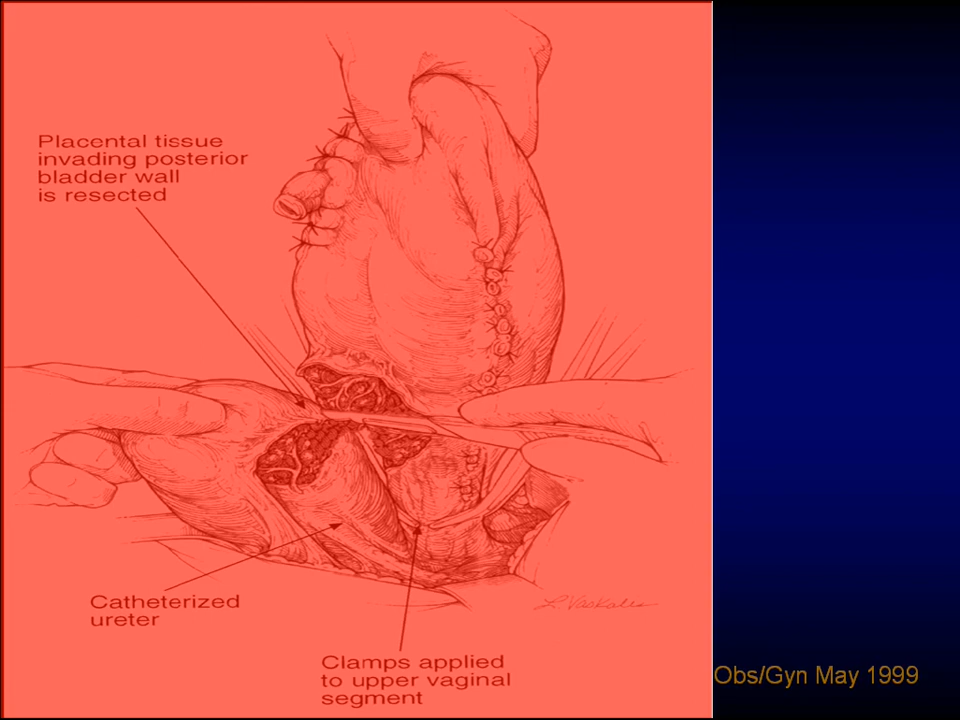 Placental tissue
invading posterior
bladder wall
is resected
Catheterized
ureter
Clamps applied
to upper vaginal
segment
L Vaskales
Obs/Gyn May 1999